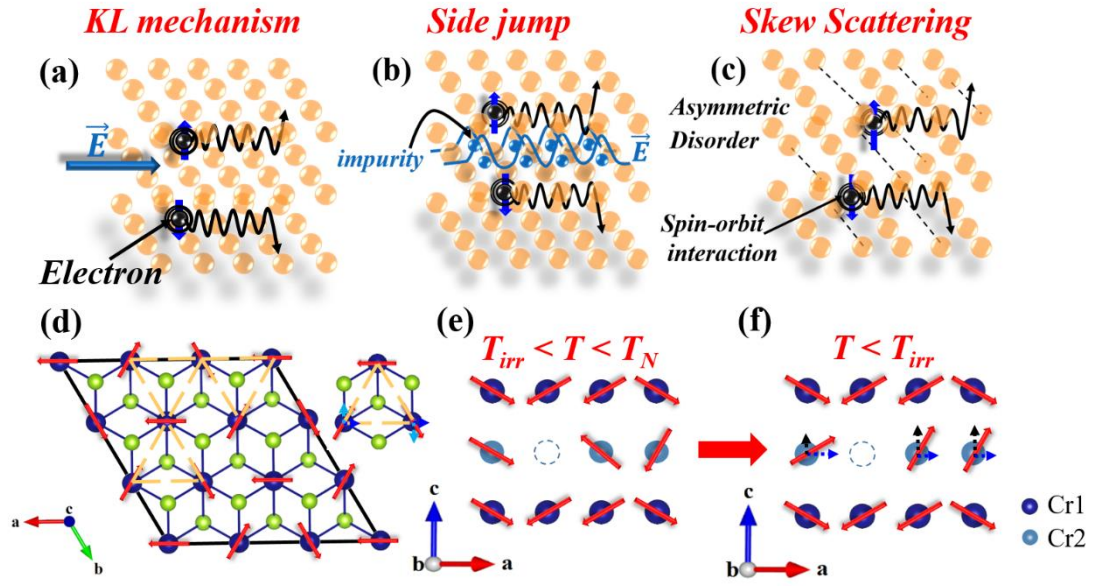 KL mechanism
Side jump
Skew Scattering
(a)
(b)
(c)
E
impurity
E
Asymmetric
Disorder
Spin-orbit
interaction
Electron
(d)
(e)
(f)
T_irr < T < T_N
T < T_irr
c
a
b
c
b
a
c
b
a
Cr1
Cr2